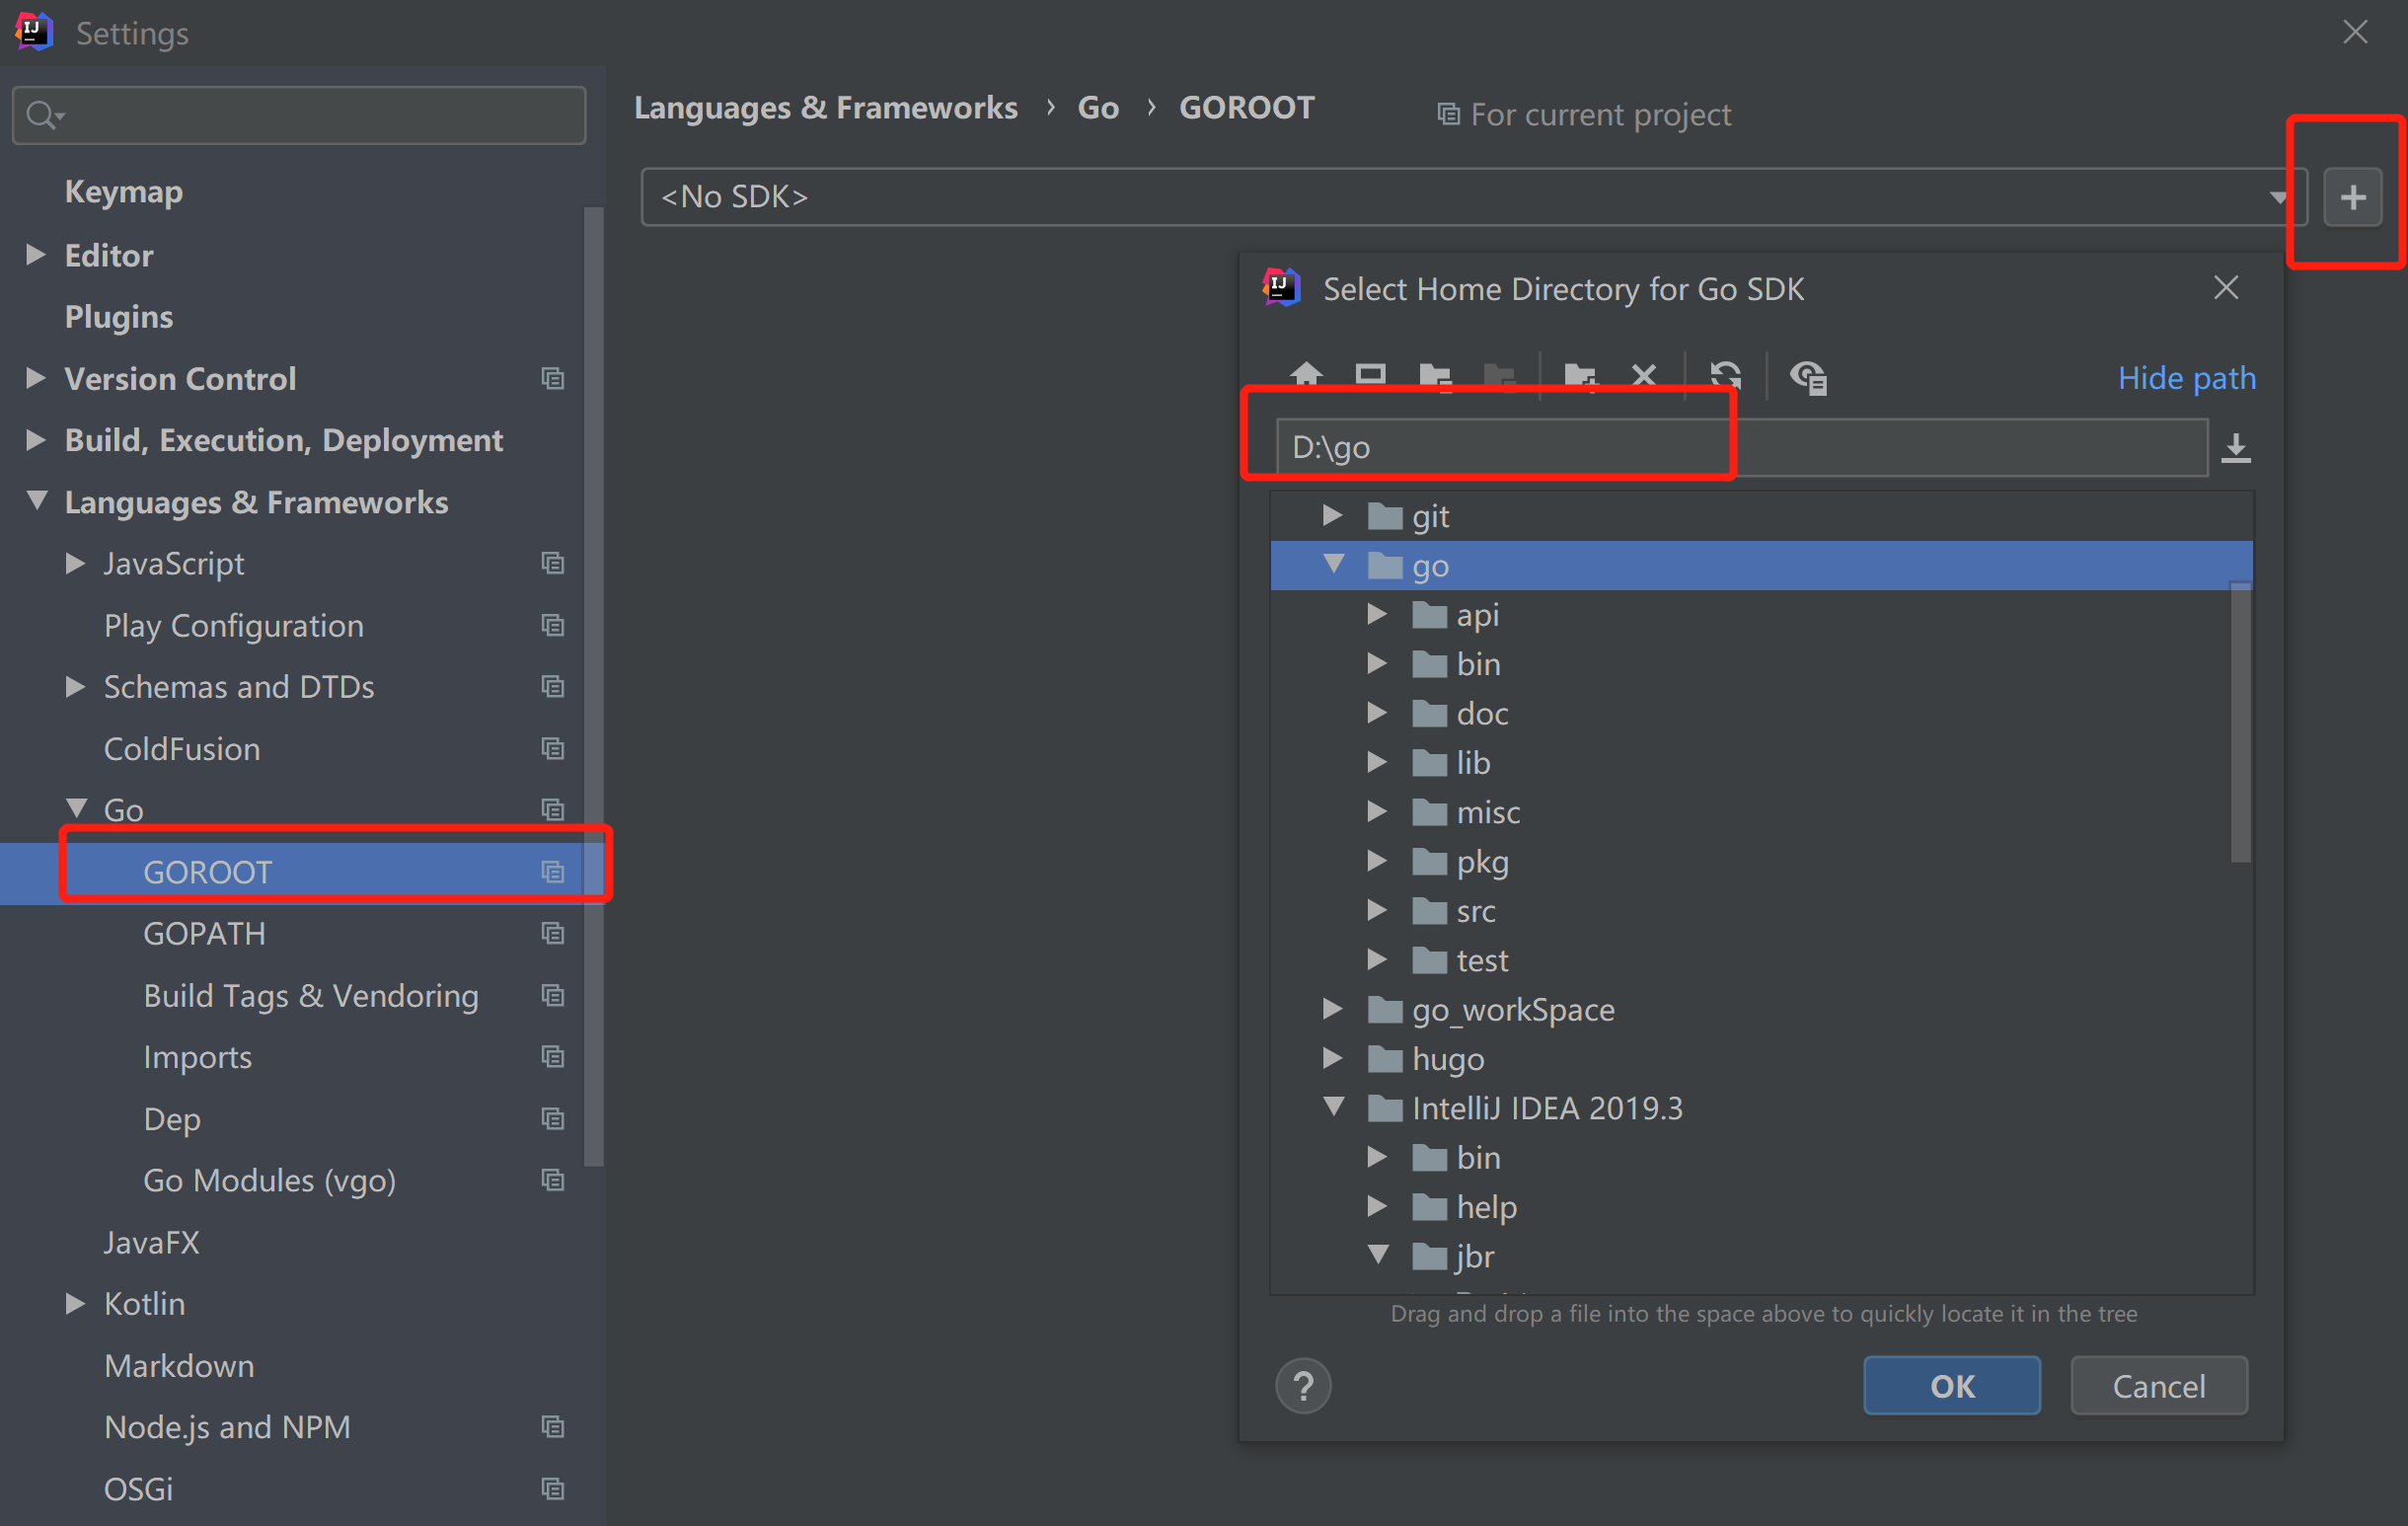 Settings
Keymap
Editor
Plugins
Version Control
Build, Execution, Deployment
Languages & Frameworks
JavaScript
Play Configuration
Schemas and DTDs
ColdFusion
Go
GOROOT
GOPATH
Build Tags & Vendoring
Imports
Dep
Go Modules (vgo)
JavaFX
Kotlin
Markdown
Node.js and NPM
OSGi
Languages & Frameworks › Go › GOROOT For current project
<No SDK>
Select Home Directory for Go SDK
Hide path
D:\go
git
go
api
bin
doc
lib
misc
pkg
src
test
go_workSpace
hugo
IntelliJ IDEA 2019.3
bin
help
jbr
Drag and drop a file into the space above to quickly locate it in the tree
? OK Cancel